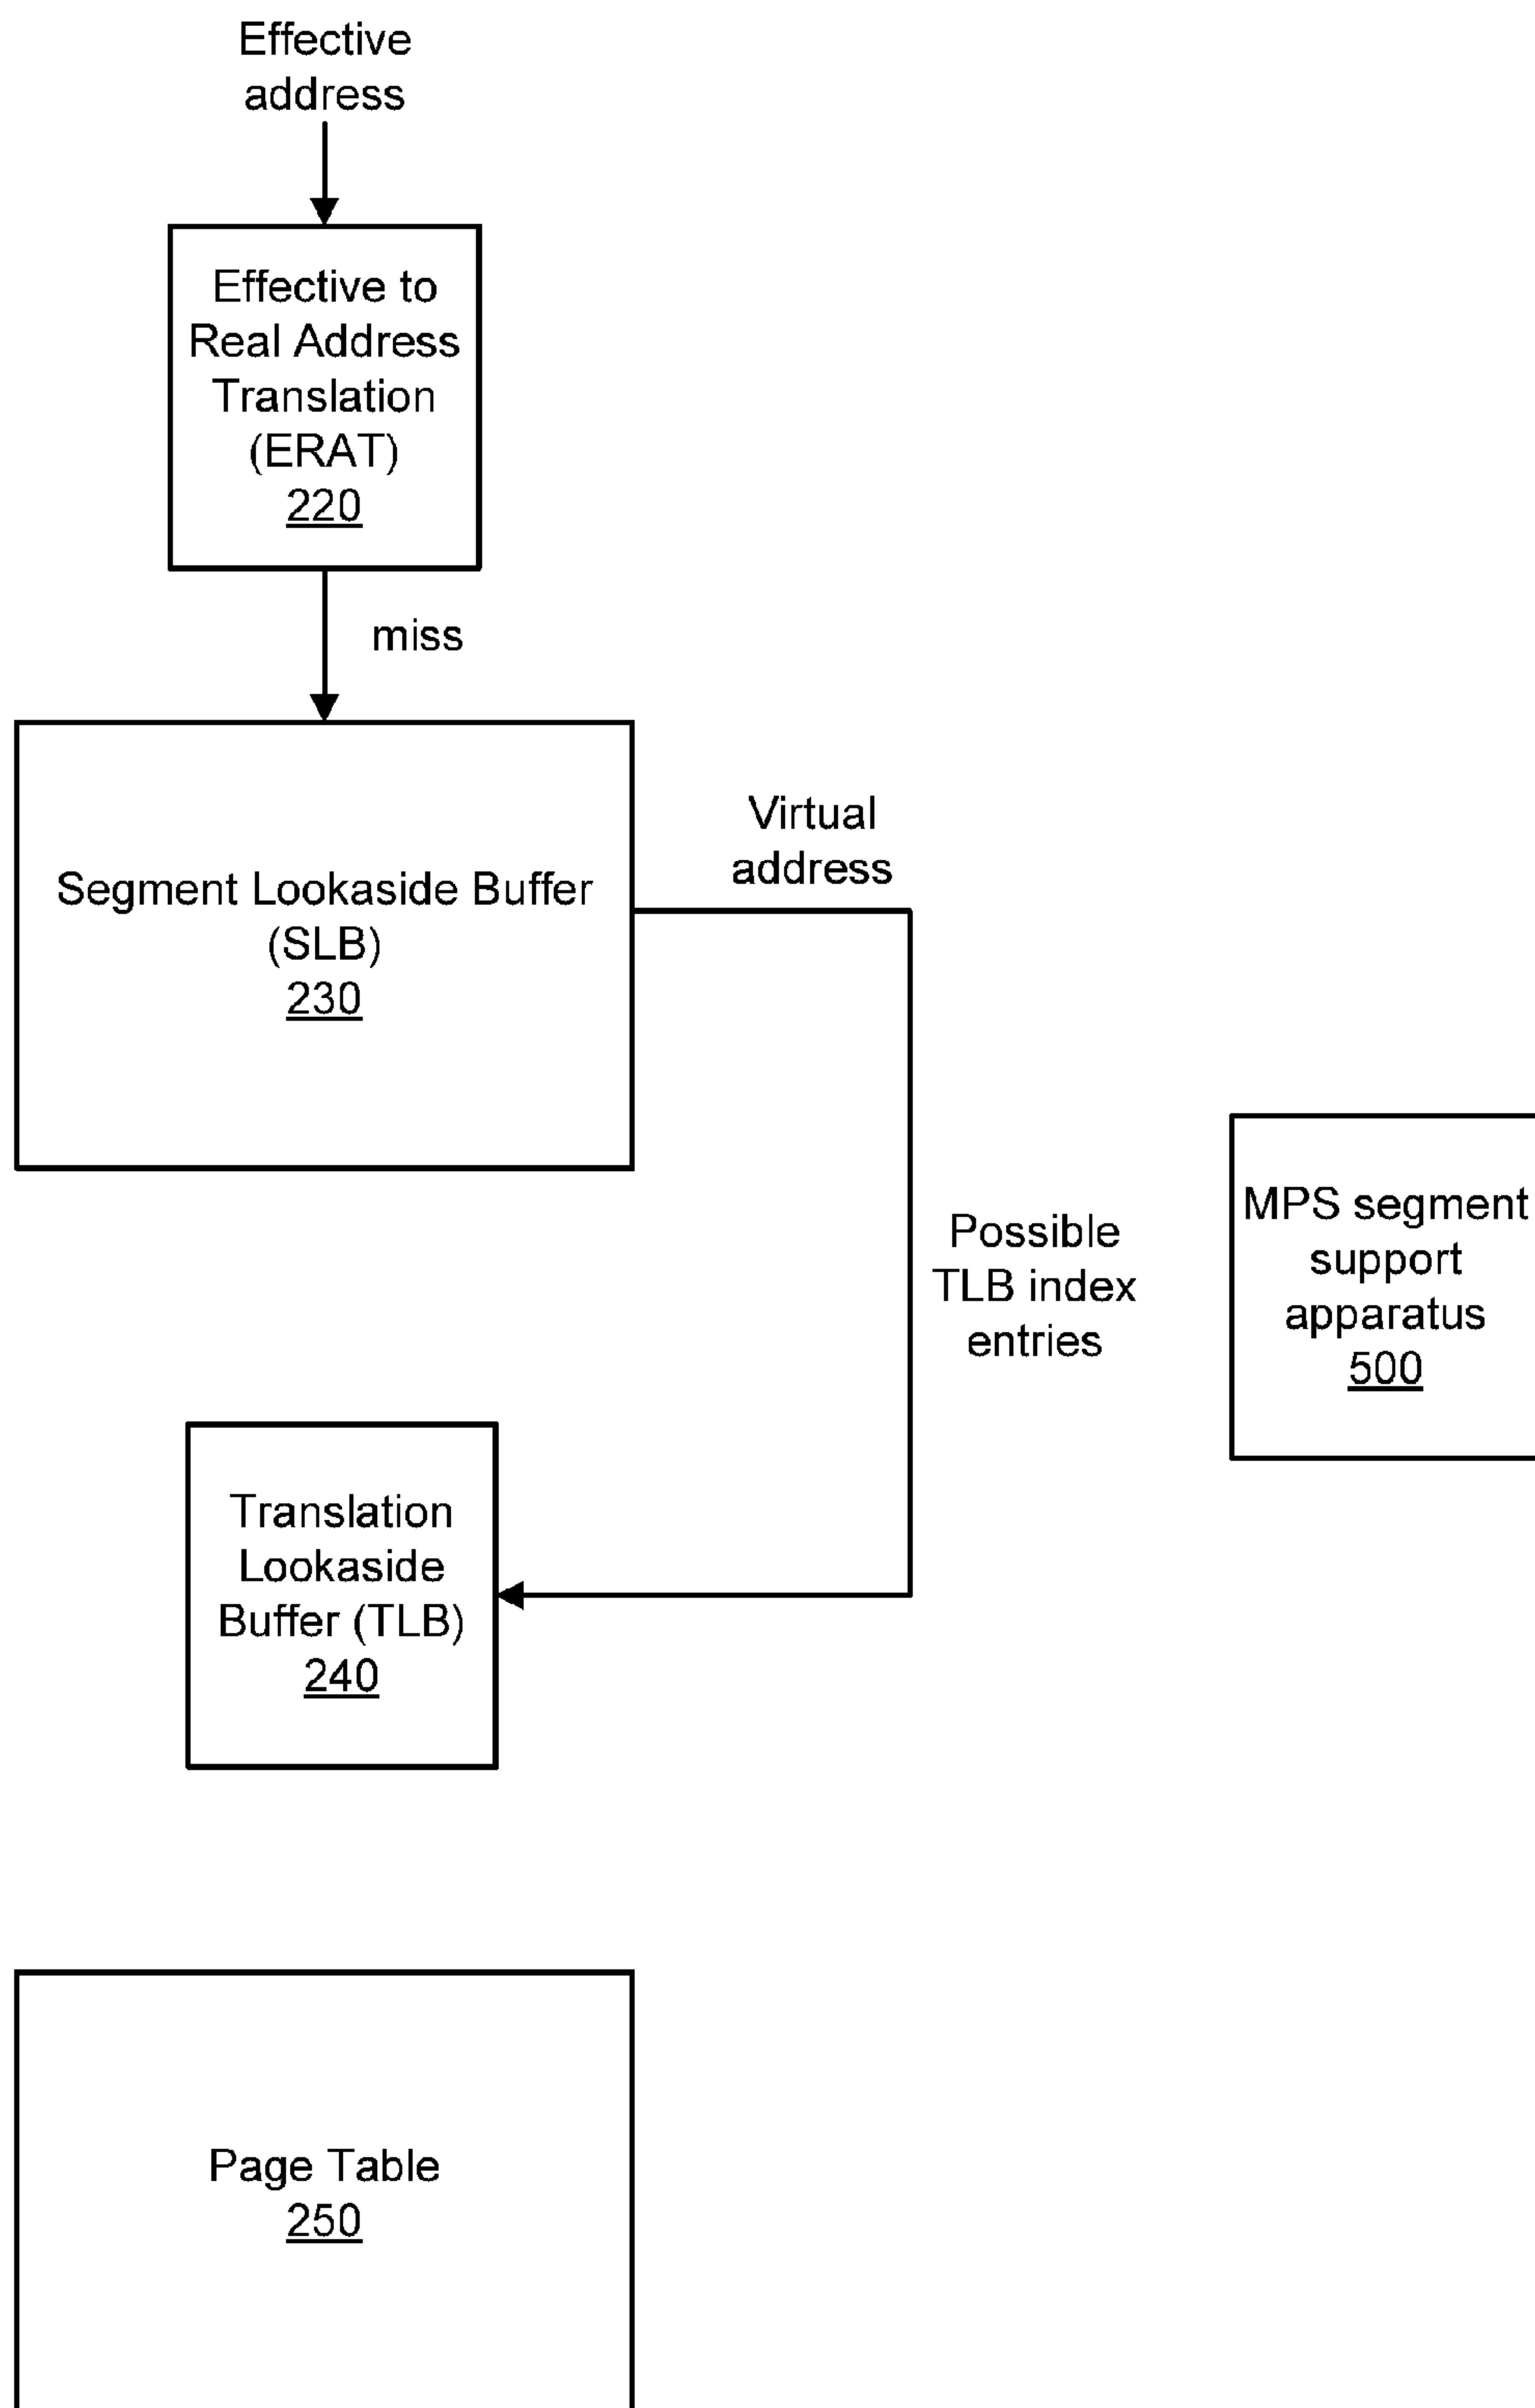 Effective
address
Effective to
Real Address
Translation
(ERAT)
220
miss
Segment Lookaside Buffer
(SLB)
230
Virtual
address
Possible
TLB index
entries
MPS segment
support
apparatus
500
Translation
Lookaside
Buffer (TLB)
240
Page Table
250